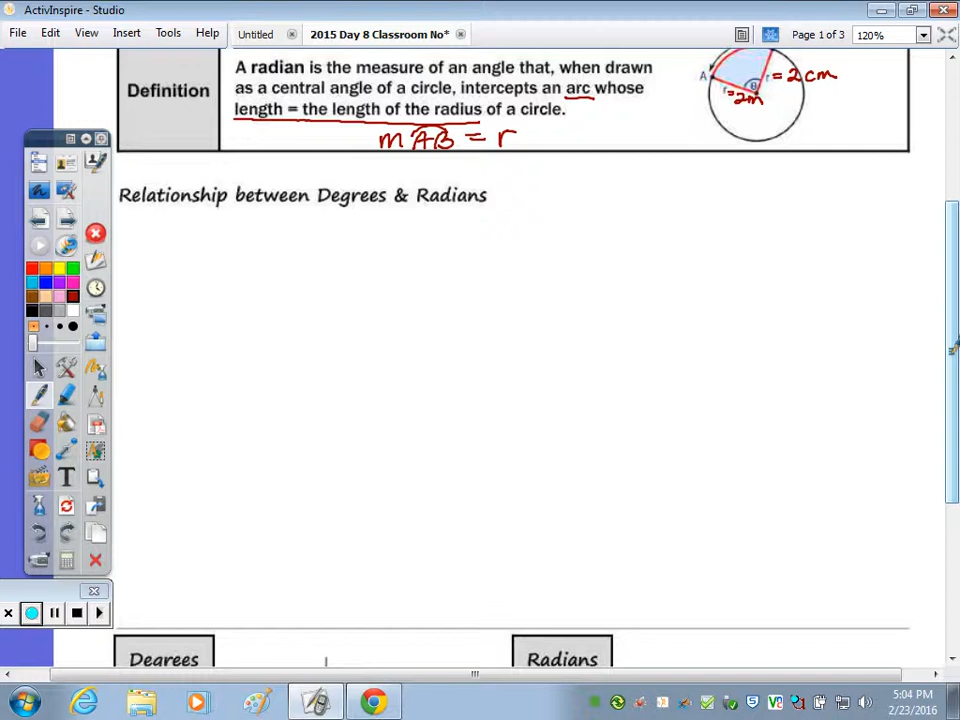 ActivInspire - Studio
File Edit View Insert Tools Help Untitled 2015 Day 8 Classroom No* Page 1 of 3 120%
Definition
A radian is the measure of an angle that, when drawn
as a central angle of a circle, intercepts an arc whose
length = the length of the radius of a circle.
m AB = r
A
r = 2 cm
r = 2m
θ
Relationship between Degrees & Radians
Degrees
Radians
5:04 PM
2/23/2016